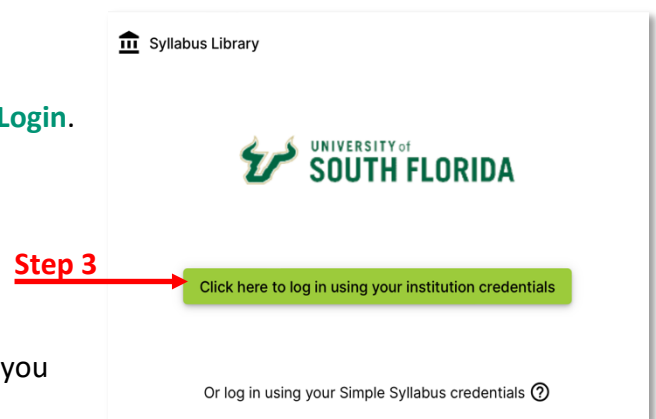 Syllabus Library
Login.
UNIVERSITY of
SOUTH FLORIDA
Step 3
Click here to log in using your institution credentials
you
Or log in using your Simple Syllabus credentials ?